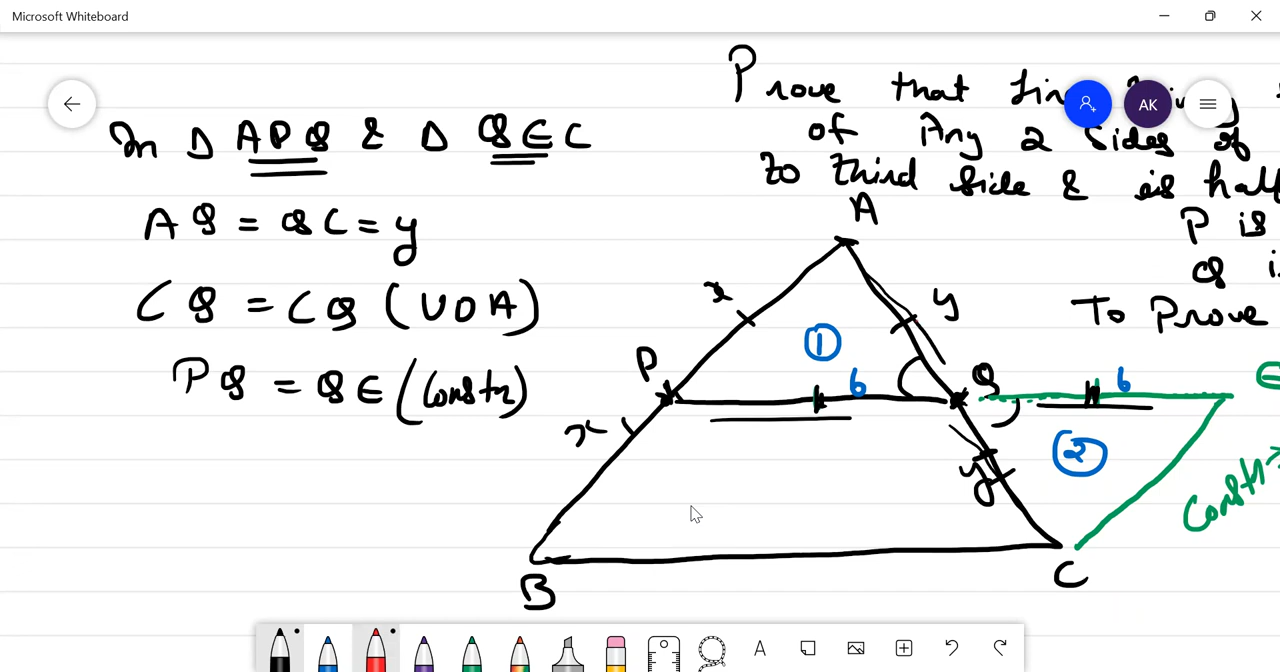 Microsoft Whiteboard
AK
Prove that
of Any 2 sides of
to third side & is half
P is
Q i
To Prove
In Δ APQ & Δ QEC
AQ = QC = y
CQ = CQ (VOA)
PQ = QE (Constr)
A
x
y
1
P
6
Q
6
E
x
y
2
Constr
B
C
A